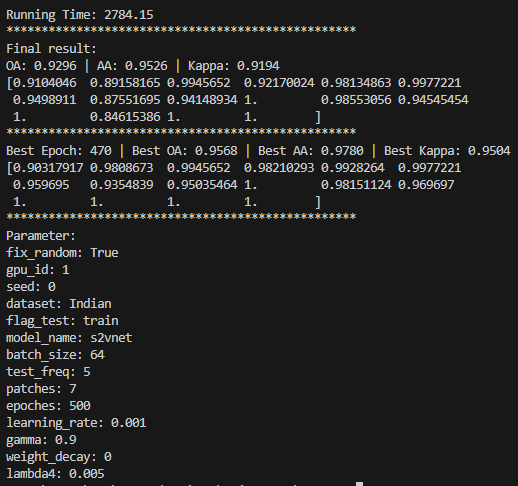 Running Time: 2784.15
**************************************************
Final result:
OA: 0.9296 | AA: 0.9526 | Kappa: 0.9194
[0.9104046  0.89158165 0.9945652  0.92170024 0.98134863 0.9977221
 0.9498911  0.87551695 0.94148934 1.         0.98553056 0.94545454
 1.         0.84615386 1.         1.        ]
**************************************************
Best Epoch: 470 | Best OA: 0.9568 | Best AA: 0.9780 | Best Kappa: 0.9504
[0.90317917 0.9808673  0.9945652  0.98210293 0.9928264  0.9977221
 0.959695   0.9354839  0.95035464 1.         0.98151124 0.969697
 1.         1.         1.         1.        ]
**************************************************
Parameter:
fix_random: True
gpu_id: 1
seed: 0
dataset: Indian
flag_test: train
model_name: s2vnet
batch_size: 64
test_freq: 5
patches: 7
epoches: 500
learning_rate: 0.001
gamma: 0.9
weight_decay: 0
lambda4: 0.005